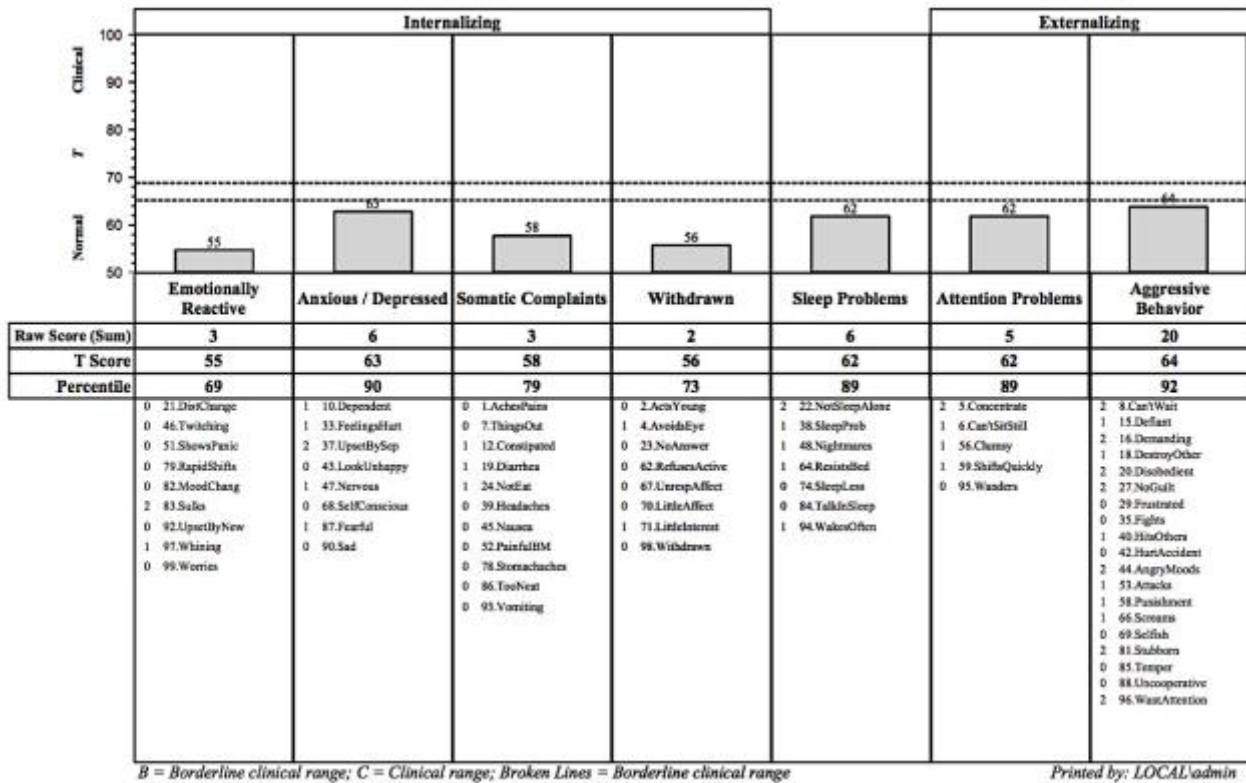 Internalizing Externalizing
100
Clinical
90
80
T
70
Normal
60
50
55 63 58 56 62 62 64
Emotionally Reactive Anxious / Depressed Somatic Complaints Withdrawn Sleep Problems Attention Problems Aggressive Behavior
Raw Score (Sum) 3 6 3 2 6 5 20
T Score 55 63 58 56 62 62 64
Percentile 69 90 79 73 89 89 92
0 21.DistChange
0 46.Twitching
0 51.ShowsPanic
0 79.RapidShifts
0 82.MoodChang
2 83.Sulks
0 92.UpsetByNew
1 97.Whining
0 99.Worries
1 10.Dependent
1 33.FeelingsHurt
2 37.UpsetBySep
0 43.LookUnhappy
1 47.Nervous
0 68.SelfConscious
1 87.Fearful
0 90.Sad
0 1.AchesPains
0 7.ThingsOut
1 12.Constipated
1 19.Diarrhea
1 24.NotEat
0 39.Headaches
0 45.Nausea
0 52.PainfulBM
0 78.Stomachaches
0 86.TooNeat
0 93.Vomiting
0 2.ActsYoung
1 4.AvoidsEye
0 23.NoAnswer
0 62.RefusesActive
0 67.UnrespAffect
0 70.LittleAffect
1 71.LittleInterest
0 98.Withdrawn
2 22.NotSleepAlone
1 38.SleepProb
1 48.Nightmares
1 64.ResistsBed
0 74.SleepLess
0 84.TalkInSleep
1 94.WakesOften
2 5.Concentrate
1 6.Can'tSitStill
1 56.Clumsy
1 59.ShiftsQuickly
0 95.Wanders
2 8.Can'tWait
1 15.Defiant
2 16.Demanding
1 18.DestroyOther
2 20.Disobedient
2 27.NoGuilt
0 29.Frustrated
0 35.Fights
1 40.HitsOthers
0 42.HurtAccident
2 44.AngryMoods
1 53.Attacks
1 58.Punishment
1 66.Screams
0 69.Selfish
2 81.Stubborn
0 85.Temper
0 88.Uncooperative
2 96.WantAttention
B = Borderline clinical range; C = Clinical range; Broken Lines = Borderline clinical range Printed by: LOCAL\admin